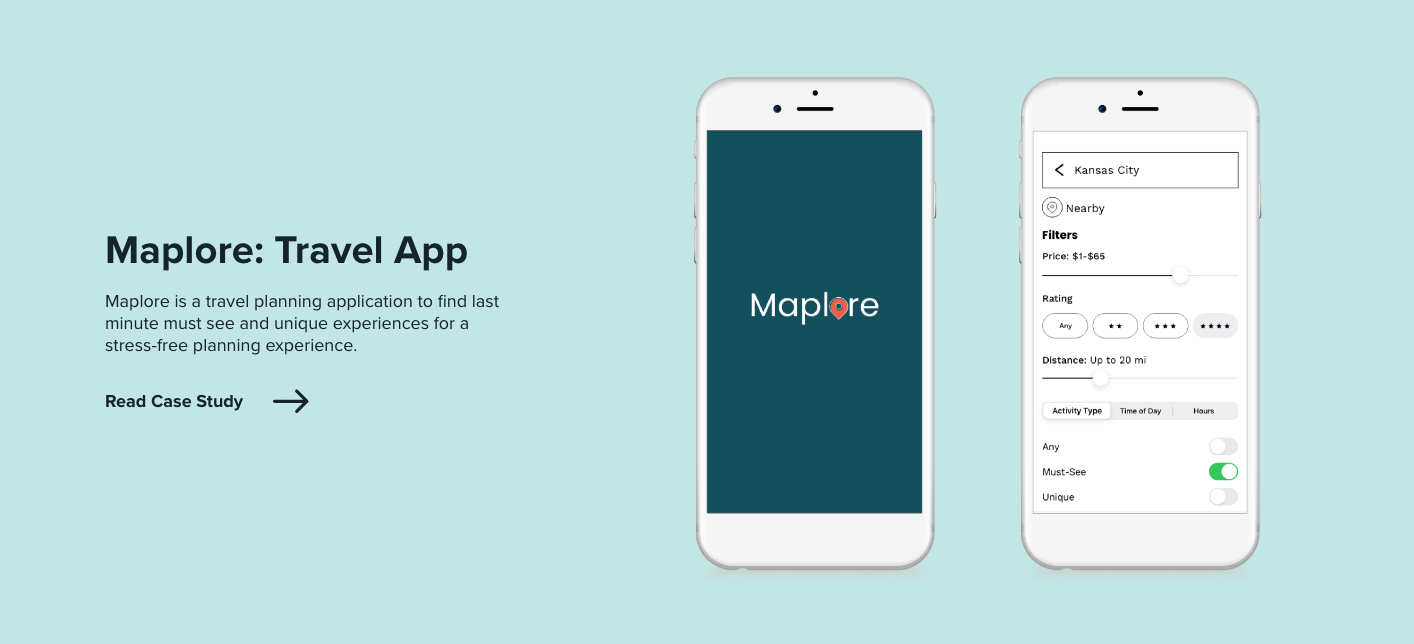 Maplore: Travel App
Maplore is a travel planning application to find last
minute must see and unique experiences for a
stress-free planning experience.
Read Case Study
Maplore
Kansas City
Nearby
Filters
Price: $1-$65
Rating
Any
Distance: Up to 20 mi
Activity Type Time of Day Hours
Any
Must-See
Unique